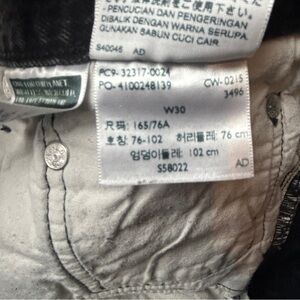 - PENCUCIAN DAN PENGERINGAN
DIBALIK DENGAN WARNA SERUPA.
GUNAKAN SABUN CUCI CAIR
S40045 AD
PC9-32317-0024
PO-4100248139
CW-0215
3496
W30
尺码: 165/76A
호칭: 76-102 허리둘레: 76 cm
엉덩이둘레: 102 cm
S58022 AD